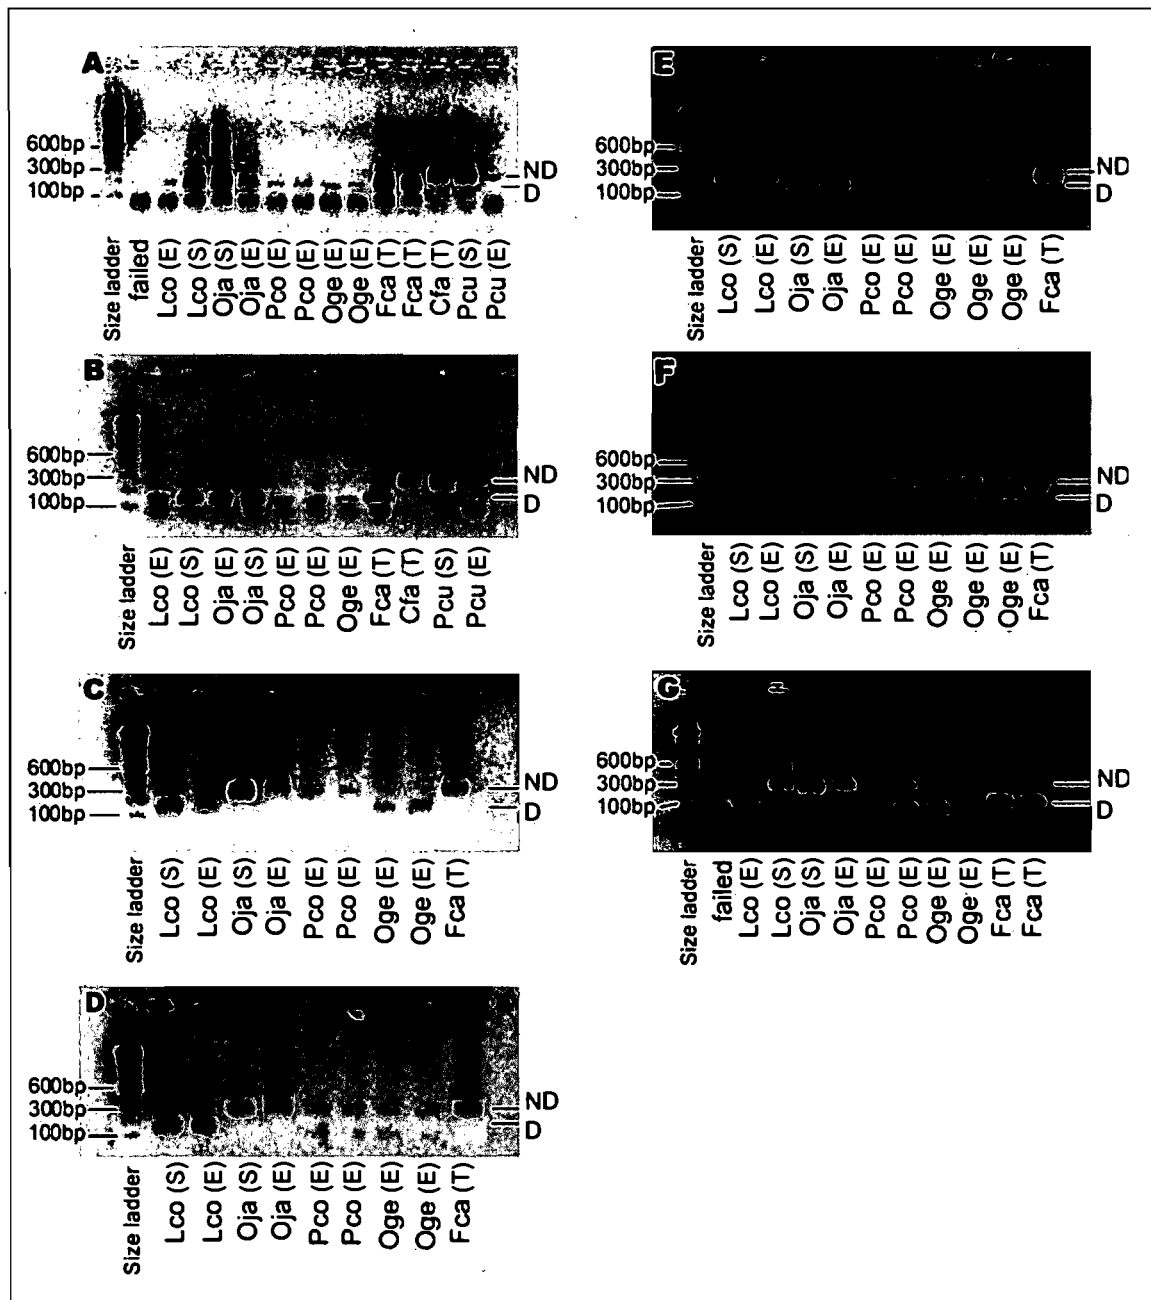 A
600bp
300bp
100bp
ND
D
Size ladder
failed
Lco (E)
Lco (S)
Oja (S)
Oja (E)
Pco (E)
Pco (E)
Oge (E)
Oge (E)
Fca (T)
Fca (T)
Cfa (T)
Pcu (S)
Pcu (E)
B
600bp
300bp
100bp
ND
D
Size ladder
Lco (E)
Lco (S)
Oja (E)
Oja (S)
Pco (E)
Pco (E)
Oge (E)
Fca (T)
Cfa (T)
Pcu (S)
Pcu (E)
C
600bp
300bp
100bp
ND
D
Size ladder
Lco (S)
Lco (E)
Oja (S)
Oja (E)
Pco (E)
Pco (E)
Oge (E)
Oge (E)
Fca (T)
D
600bp
300bp
100bp
ND
D
Size ladder
Lco (S)
Lco (E)
Oja (S)
Oja (E)
Pco (E)
Pco (E)
Oge (E)
Oge (E)
Fca (T)
E
600bp
300bp
100bp
ND
D
Size ladder
Lco (S)
Lco (E)
Oja (S)
Oja (E)
Pco (E)
Pco (E)
Oge (E)
Oge (E)
Oge (E)
Fca (T)
F
600bp
300bp
100bp
ND
D
Size ladder
Lco (S)
Lco (E)
Oja (S)
Oja (E)
Pco (E)
Pco (E)
Oge (E)
Oge (E)
Oge (E)
Fca (T)
G
600bp
300bp
100bp
ND
D
Size ladder
failed
Lco (E)
Lco (S)
Oja (S)
Oja (E)
Pco (E)
Pco (E)
Oge (E)
Oge (E)
Fca (T)
Fca (T)